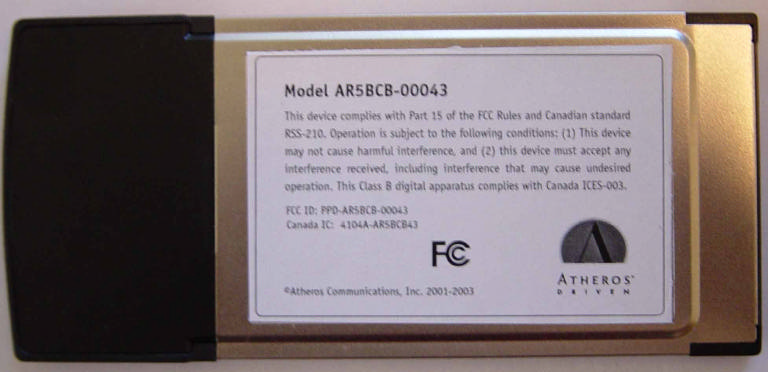 Model AR5BCB-00043
This device complies with Part 15 of the FCC Rules and Canadian standard
RSS-210. Operation is subject to the following conditions: (1) This device
may not cause harmful interference, and (2) this device must accept any
interference received, including interference that may cause undesired
operation. This Class B digital apparatus complies with Canada ICES-003.
FCC ID: PPD-AR5BCB-00043
Canada IC: 4104A-AR5BCB43
FC
ATHEROS™
DRIVEN
©Atheros Communications, Inc. 2001-2003